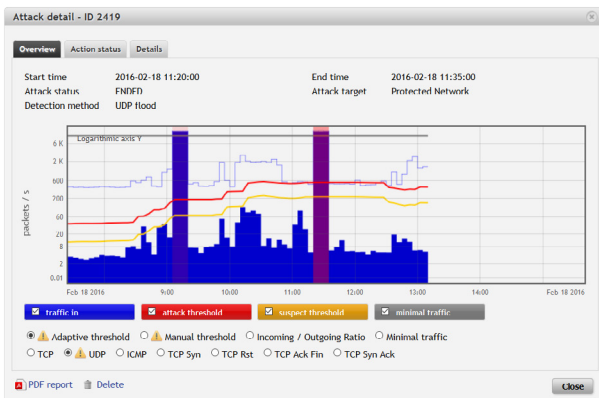 Attack detail - ID 2419
Overview Action status Details
Start time 2016-02-18 11:20:00 End time 2016-02-18 11:35:00
Attack status ENDED Attack target Protected Network
Detection method UDP flood
Logarithmic axis Y
packets / s
6 K
2 K
600
200
60
20
8
2
0.01
Feb 18 2016 9:00 10:00 11:00 12:00 13:00 14:00 Feb 18 2016
traffic in attack threshold suspect threshold minimal traffic
Adaptive threshold Manual threshold Incoming / Outgoing Ratio Minimal traffic
TCP UDP ICMP TCP Syn TCP Rst TCP Ack Fin TCP Syn Ack
PDF report Delete Close